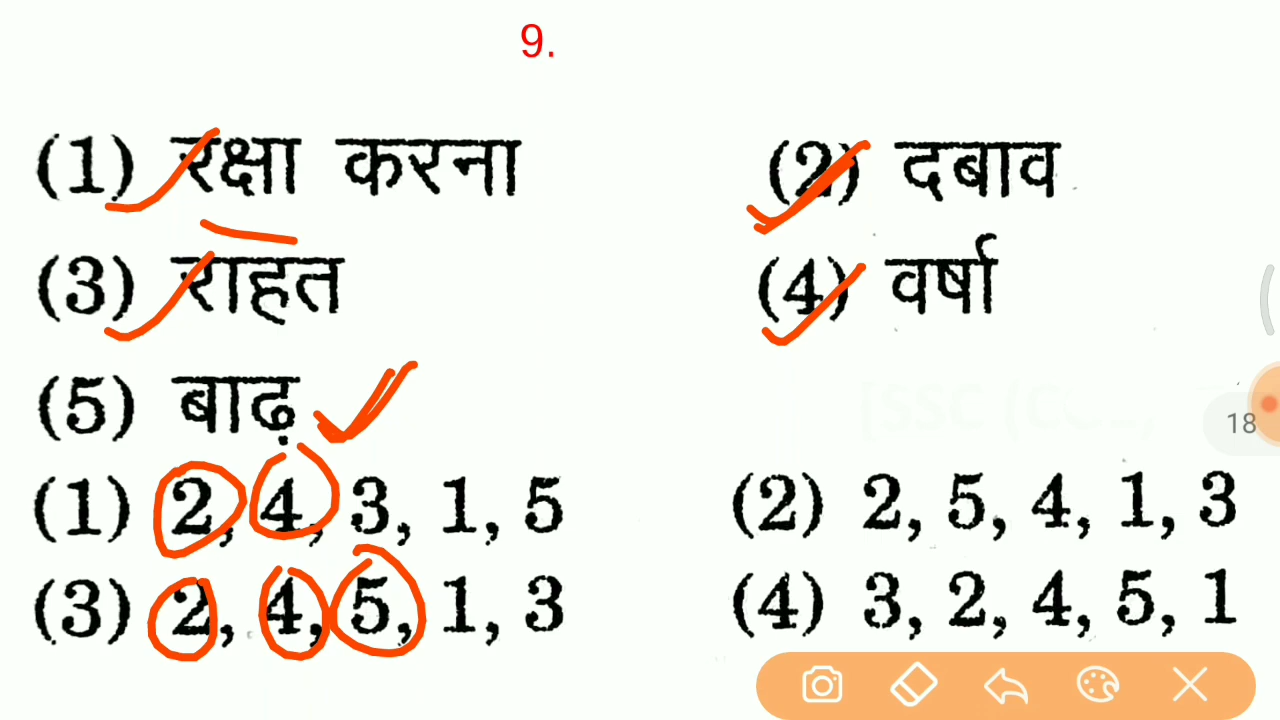 9.
(1) रक्षा करना (2) दबाव
(3) राहत (4) वर्षा
(5) बाढ़
18
(1) 2, 4, 3, 1, 5 (2) 2, 5, 4, 1, 3
(3) 2, 4, 5, 1, 3 (4) 3, 2, 4, 5, 1